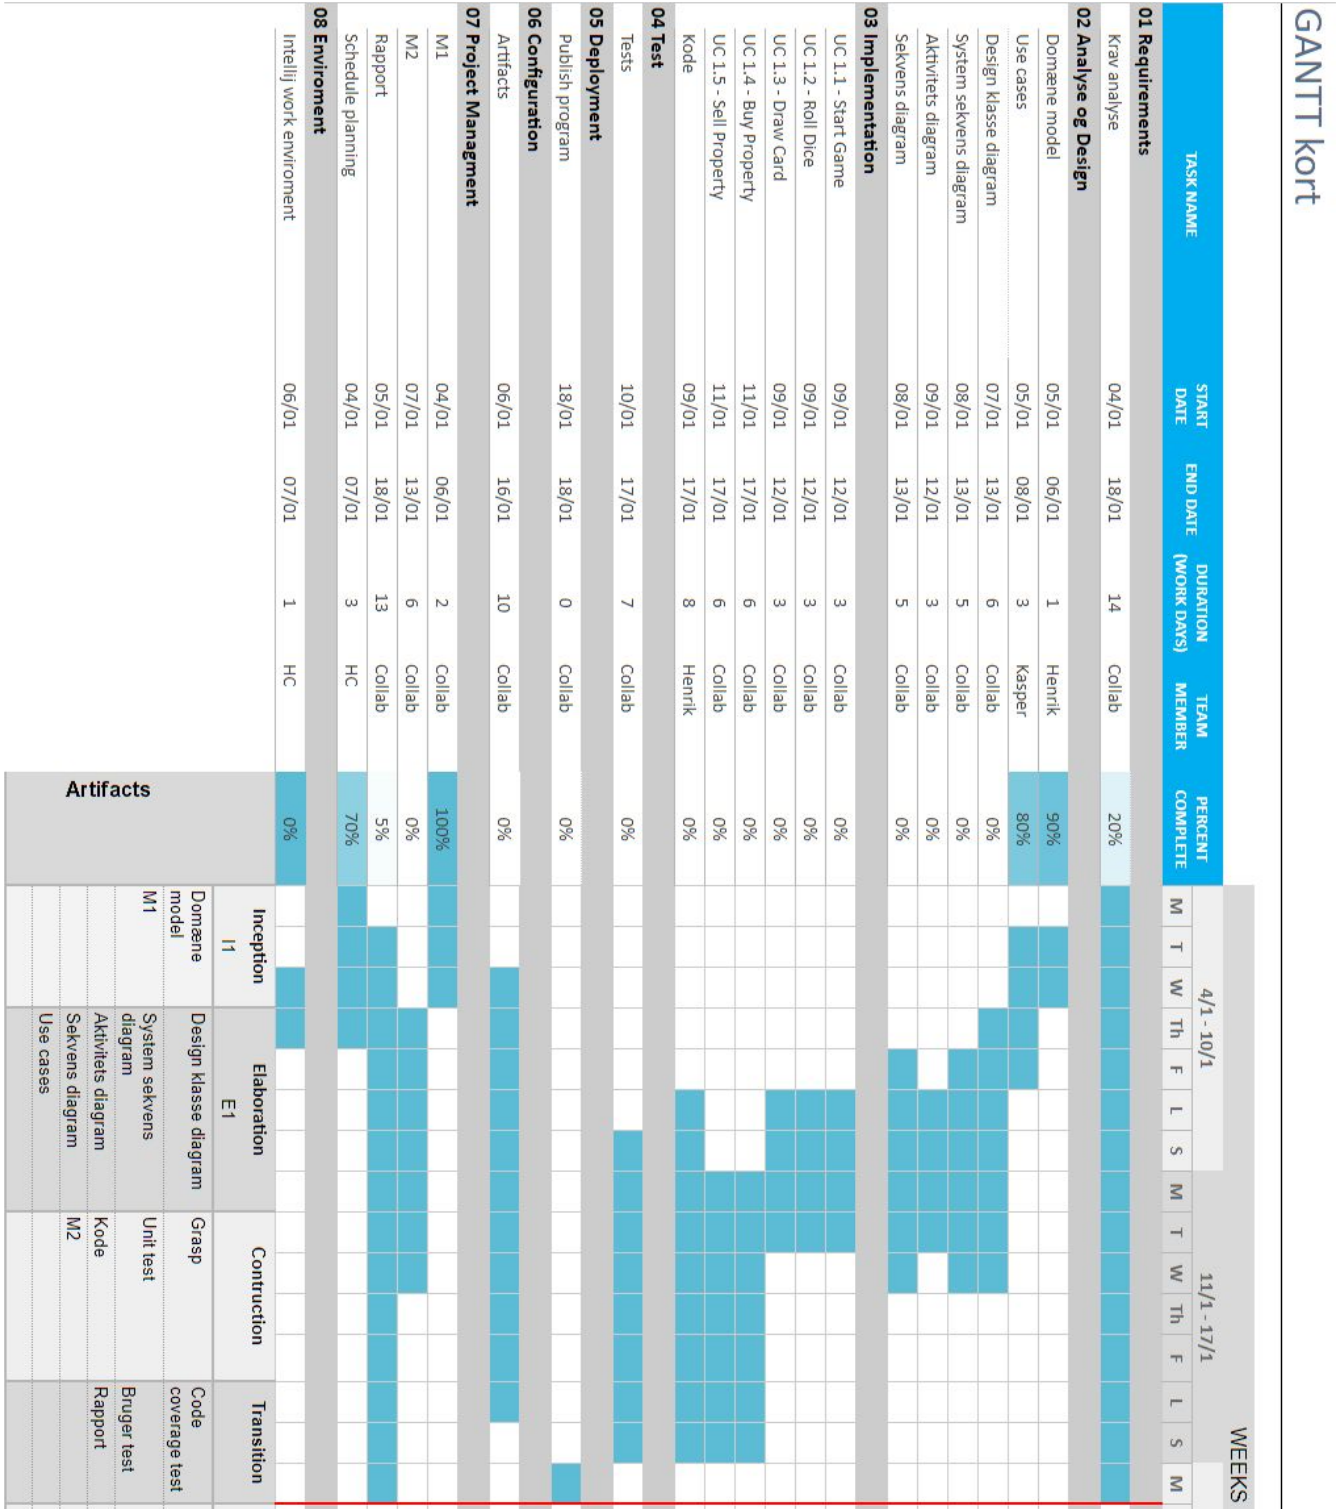 GANTT kort
WEEKS
4/1 - 10/1 11/1 - 17/1
TASK NAME START DATE END DATE DURATION (WORK DAYS) TEAM MEMBER PERCENT COMPLETE M T W Th F L S M T W Th F L S M
01 Requirements
Krav analyse 04/01 18/01 14 Collab 20%
02 Analyse og Design
Domæne model 05/01 06/01 1 Henrik 90%
Use cases 05/01 08/01 3 Kasper 80%
Design klasse diagram 07/01 13/01 6 Collab 0%
System sekvens diagram 08/01 13/01 5 Collab 0%
Aktivitets diagram 09/01 12/01 3 Collab 0%
Sekvens diagram 08/01 13/01 5 Collab 0%
03 Implementation
UC 1.1 - Start Game 09/01 12/01 3 Collab 0%
UC 1.2 - Roll Dice 09/01 12/01 3 Collab 0%
UC 1.3 - Draw Card 09/01 12/01 3 Collab 0%
UC 1.4 - Buy Property 11/01 17/01 6 Collab 0%
UC 1.5 - Sell Property 11/01 17/01 6 Collab 0%
Kode 09/01 17/01 8 Henrik 0%
04 Test
Tests 10/01 17/01 7 Collab 0%
05 Deployment
Publish program 18/01 18/01 0 Collab 0%
06 Configuration
Artifacts 06/01 16/01 10 Collab 0%
07 Project Managment
M1 04/01 06/01 2 Collab 100%
M2 07/01 13/01 6 Collab 0%
Rapport 05/01 18/01 13 Collab 5%
Schedule planning 04/01 07/01 3 HC 70%
08 Enviroment
Intellij work enviroment 06/01 07/01 1 HC 0%
Inception Elaboration Contruction Transition
I1 E1
Artifacts
Domæne model Design klasse diagram Grasp Code coverage test
M1 System sekvens diagram Unit test Bruger test
Aktivitets diagram Kode Rapport
Sekvens diagram M2
Use cases